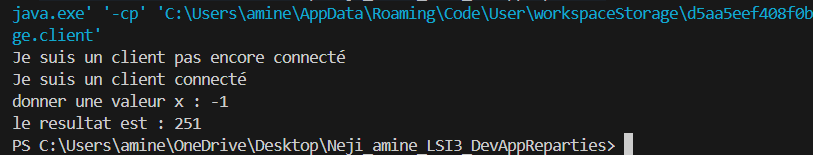 java.exe' '-cp' 'C:\Users\amine\AppData\Roaming\Code\User\workspaceStorage\d5aa5eef408f0b
ge.client'
Je suis un client pas encore connecté
Je suis un client connecté
donner une valeur x : -1
le resultat est : 251
PS C:\Users\amine\OneDrive\Desktop\Neji_amine_LSI3_DevAppReparties>